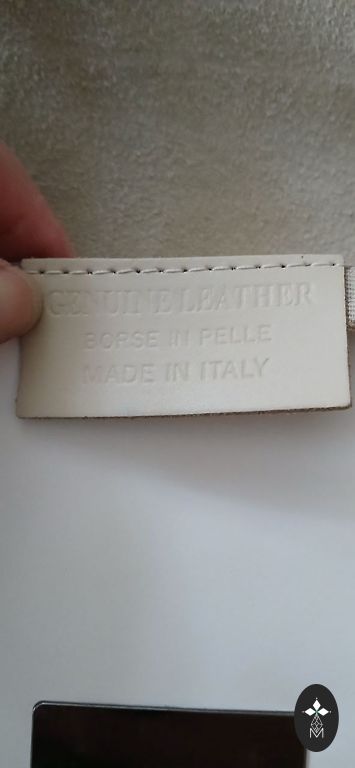 GENUINE LEATHER
BORSE IN PELLE
MADE IN ITALY
M